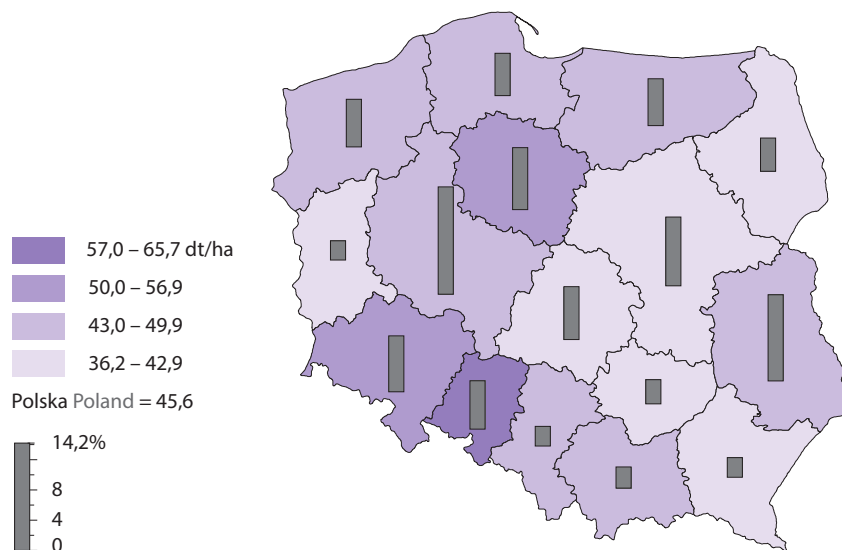 57,0 – 65,7 dt/ha
50,0 – 56,9
43,0 – 49,9
36,2 – 42,9
Polska Poland = 45,6
14,2%
8
4
0